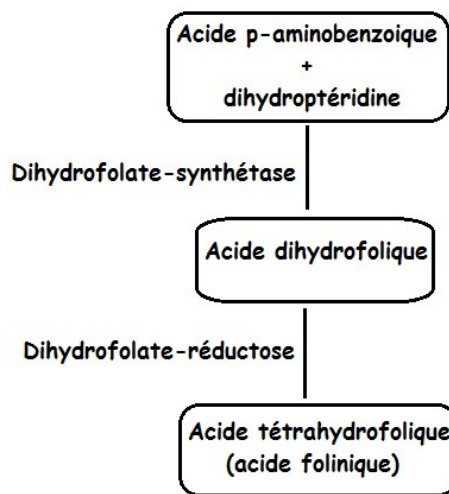 Acide p-aminobenzoique
+
dihydroptéridine
Dihydrofolate-synthétase
Acide dihydrofolique
Dihydrofolate-réductose
Acide tétrahydrofolique
(acide folinique)